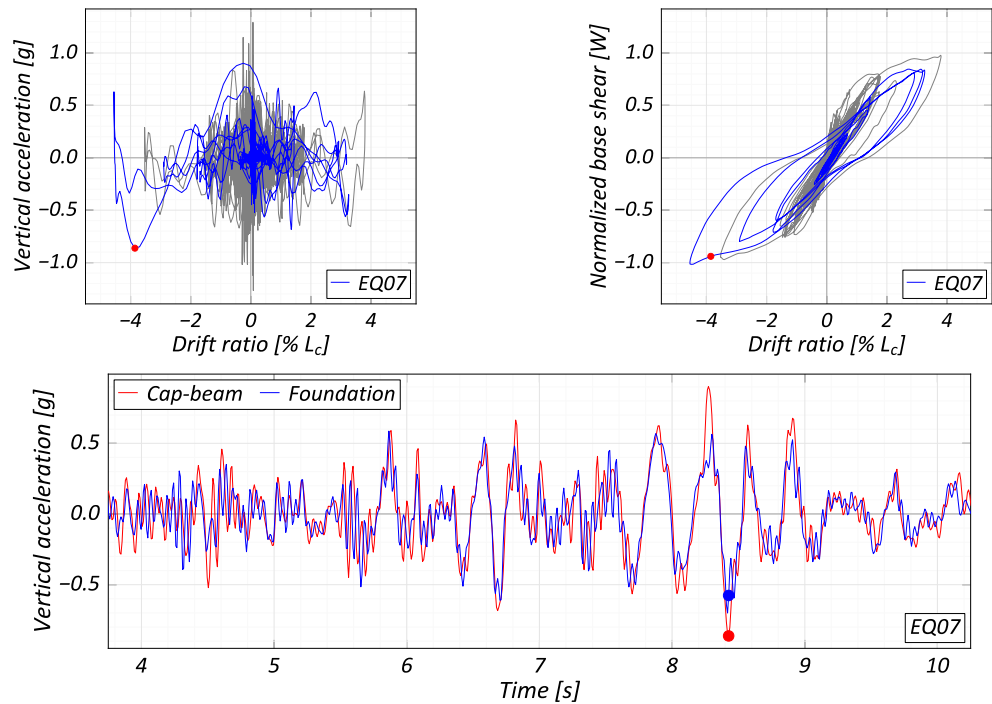 Vertical acceleration [g]
1.0
0.5
0.0
−0.5
−1.0
−4
−2
0
2
4
Drift ratio [% Lc]
EQ07
Normalized base shear [W]
1.0
0.5
0.0
−0.5
−1.0
−4
−2
0
2
4
Drift ratio [% Lc]
EQ07
Vertical acceleration [g]
0.5
0.0
−0.5
Cap-beam
Foundation
EQ07
4
5
6
7
8
9
10
Time [s]